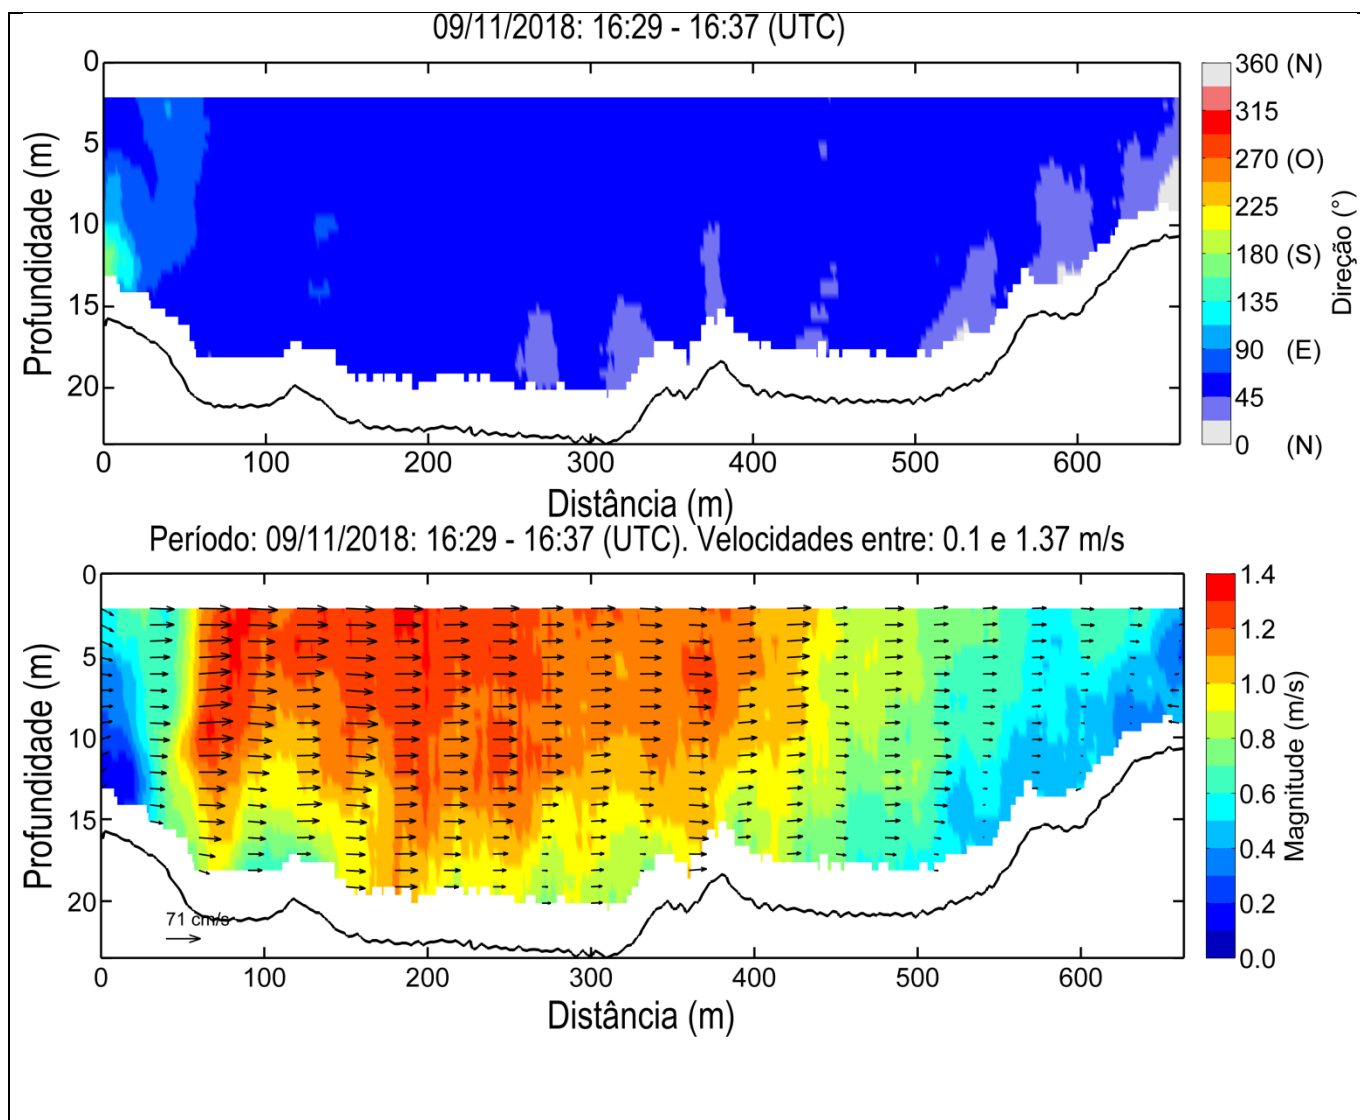 09/11/2018: 16:29 - 16:37 (UTC)
0
5
10
15
20
Profundidade (m)
0 100 200 300 400 500 600
Distância (m)
360 (N)
315
270 (O)
225
180 (S)
135
90 (E)
45
0 (N)
Direção (°)
Período: 09/11/2018: 16:29 - 16:37 (UTC). Velocidades entre: 0.1 e 1.37 m/s
0
5
10
15
20
Profundidade (m)
71 cm/s
0 100 200 300 400 500 600
Distância (m)
1.4
1.2
1.0
0.8
0.6
0.4
0.2
0.0
Magnitude (m/s)